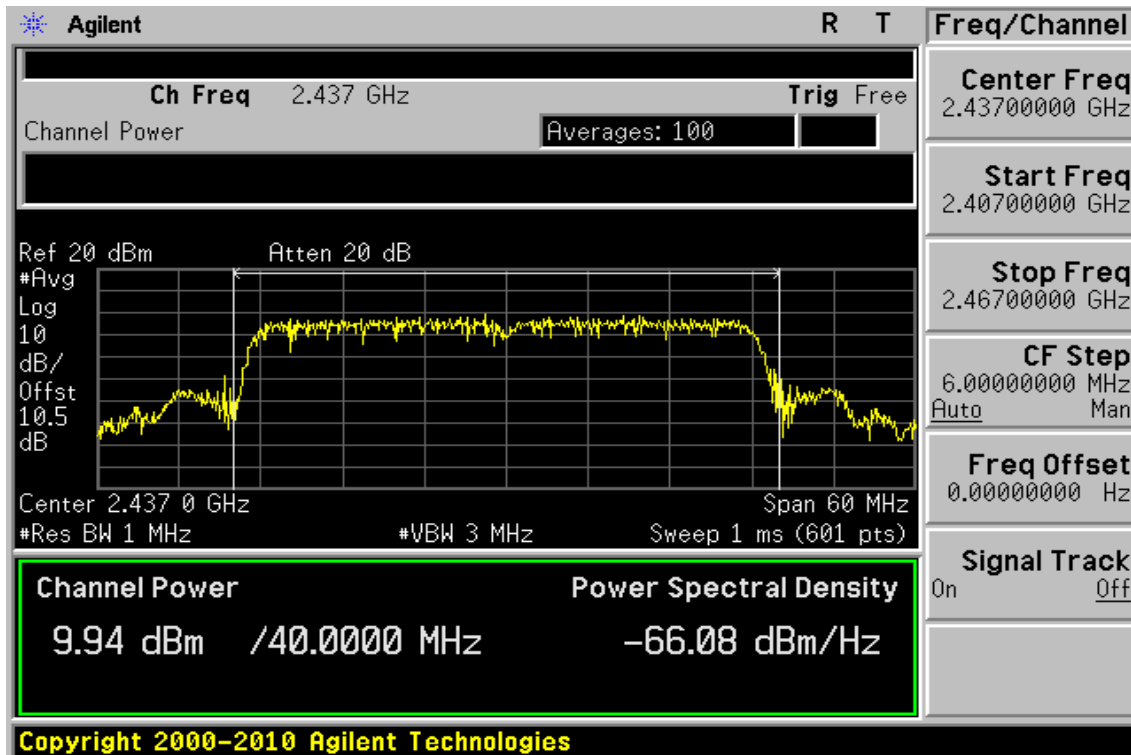 Agilent R T
Ch Freq 2.437 GHz Trig Free
Channel Power Averages: 100
Ref 20 dBm Atten 20 dB
#Avg
Log
10
dB/
Offst
10.5
dB
Center 2.437 0 GHz Span 60 MHz
#Res BW 1 MHz #VBW 3 MHz Sweep 1 ms (601 pts)
Channel Power Power Spectral Density
9.94 dBm /40.0000 MHz -66.08 dBm/Hz
Copyright 2000-2010 Agilent Technologies
Freq/Channel
Center Freq
2.43700000 GHz
Start Freq
2.40700000 GHz
Stop Freq
2.46700000 GHz
CF Step
6.00000000 MHz
Auto Man
Freq Offset
0.00000000 Hz
Signal Track
On Off